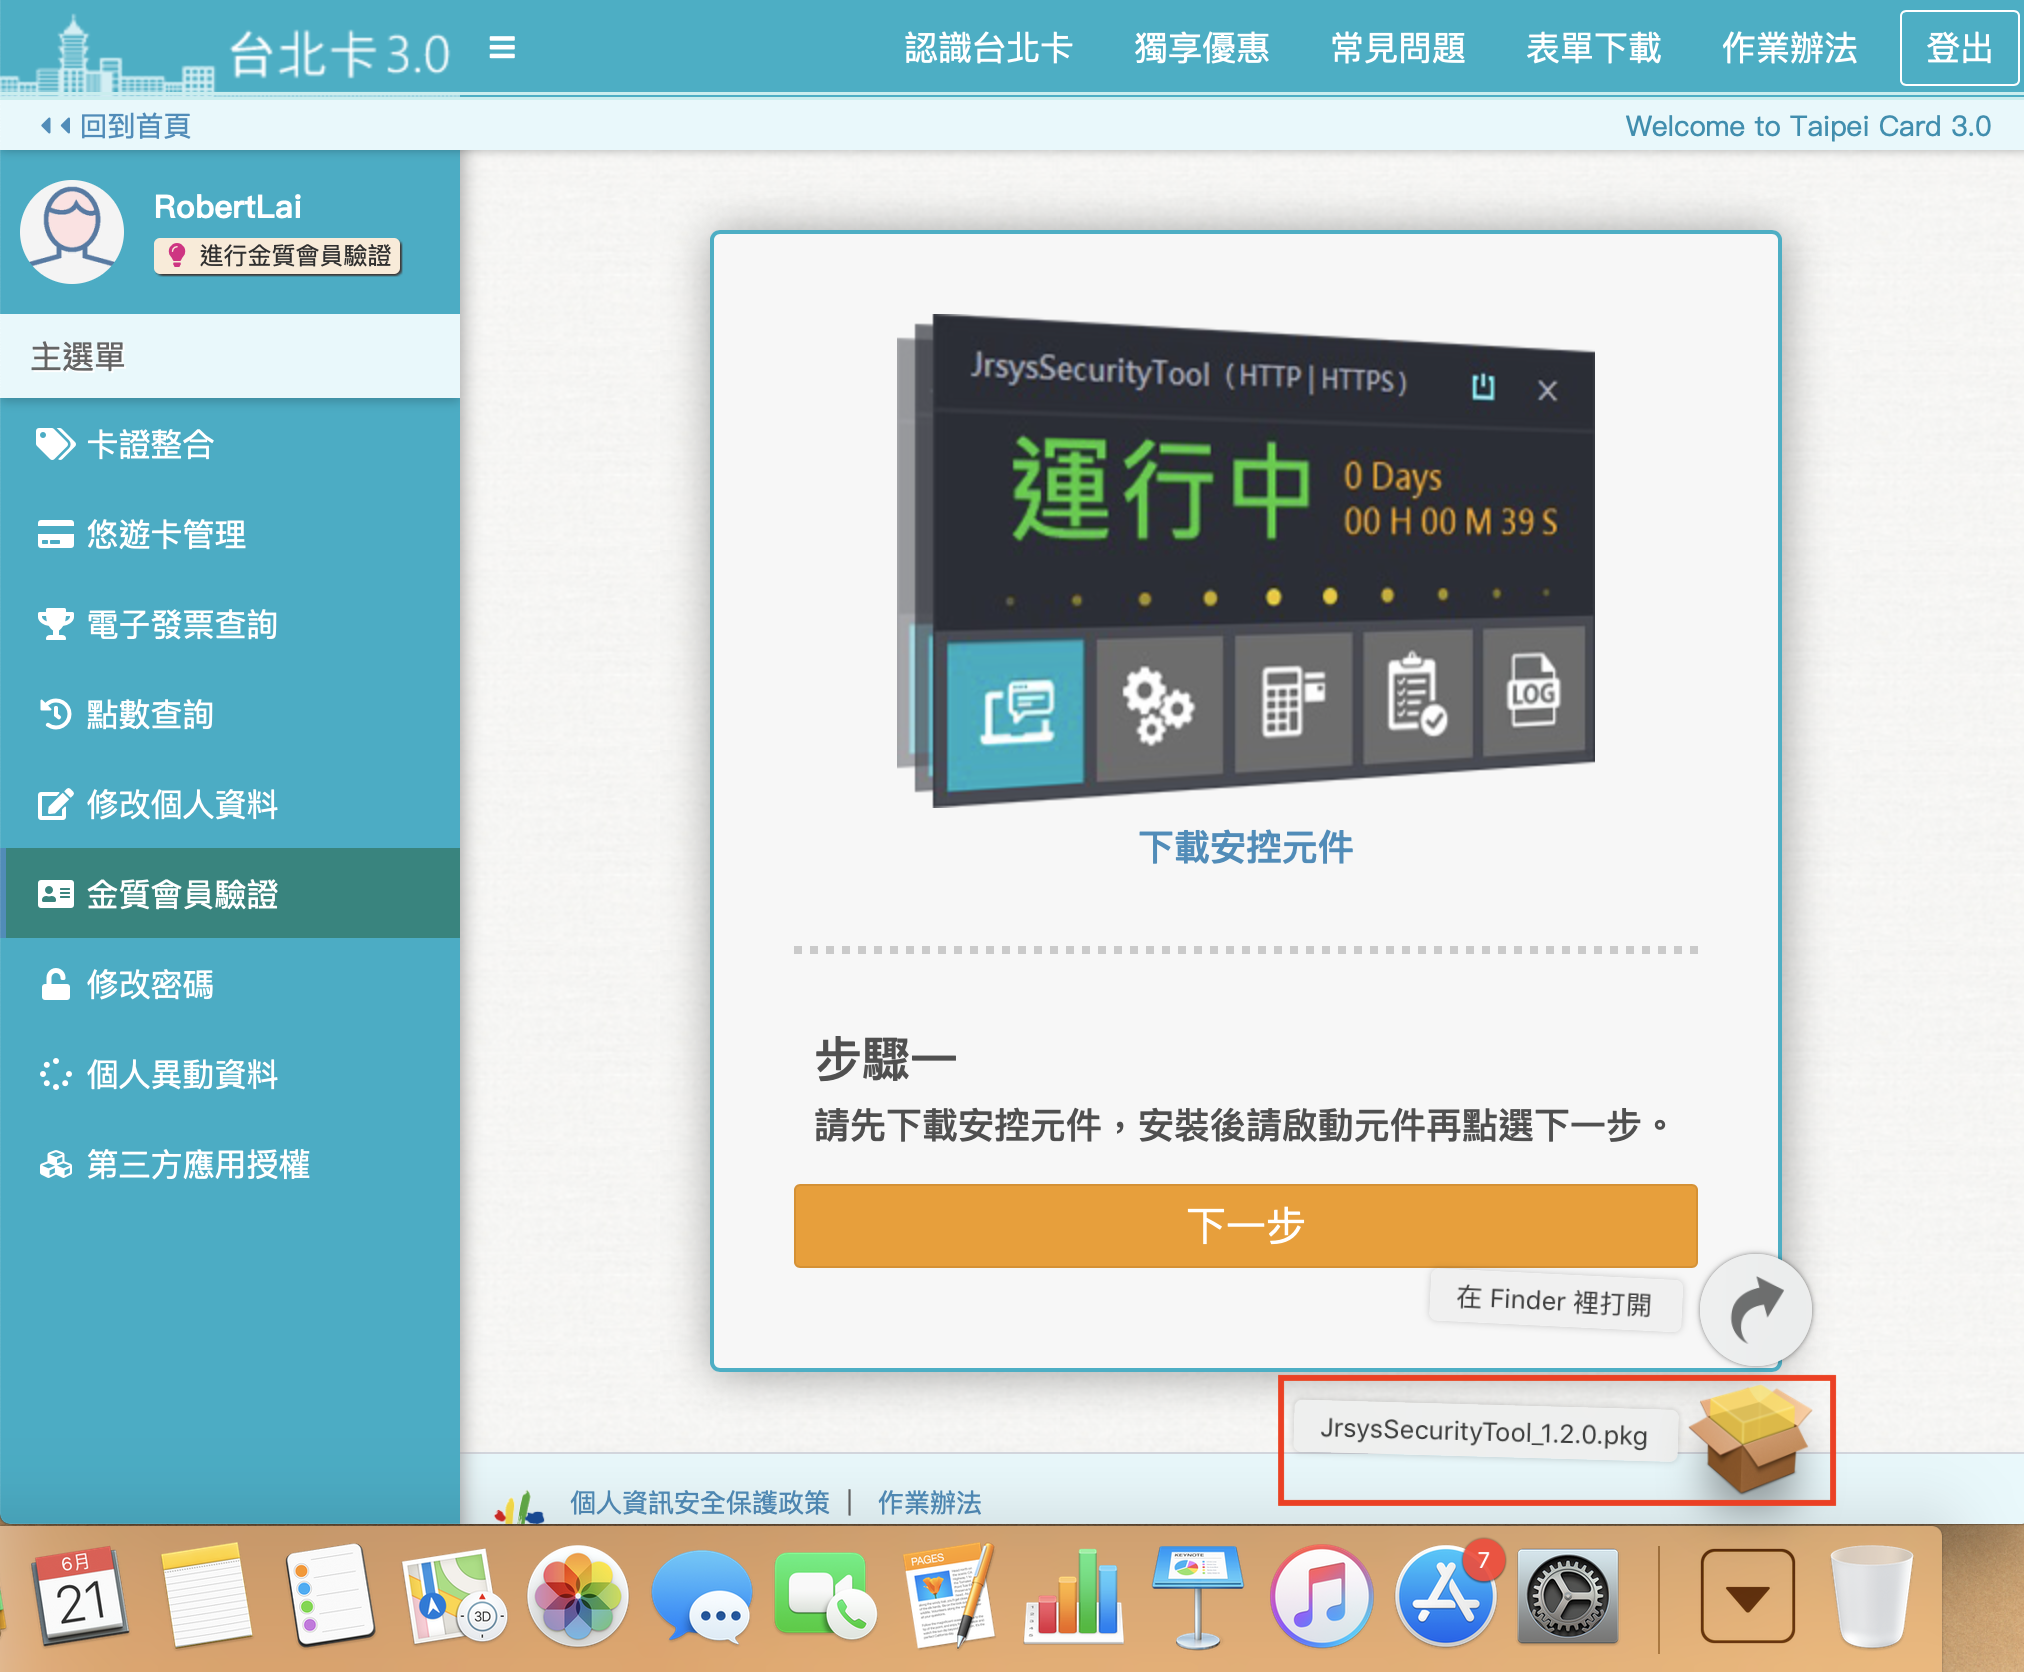 台北卡3.0
認識台北卡
獨享優惠
常見問題
表單下載
作業辦法
登出
回到首頁
Welcome to Taipei Card 3.0
RobertLai
進行金質會員驗證
主選單
卡證整合
悠遊卡管理
電子發票查詢
點數查詢
修改個人資料
金質會員驗證
修改密碼
個人異動資料
第三方應用授權
JrsysSecurityTool (HTTP | HTTPS)
運行中
0 Days
00 H 00 M 39 S
LOG
下載安控元件
步驟一
請先下載安控元件，安裝後請啟動元件再點選下一步。
下一步
在 Finder 裡打開
JrsysSecurityTool_1.2.0.pkg
個人資訊安全保護政策 | 作業辦法
6月
21
3D
PAGES
KEYNOTE
7